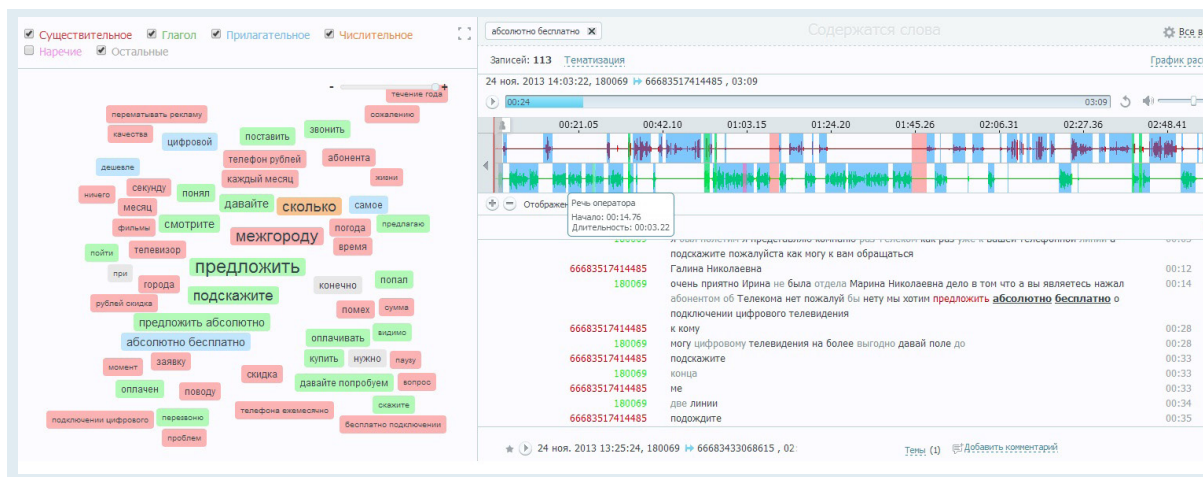 Существительное Глагол Прилагательное Числительное
Наречие Остальные
- +
течение года
перематывать рекламу
сожалению
качества
цифровой
поставить
звонить
телефон рублей
абонента
дешевле
каждый месяц
жизни
ничего
секунду
понял
месяц
давайте
сколько
самое
фильмы
смотрите
погода
предлагаю
межгороду
время
пойти
телевизор
предложить
при
города
конечно
попал
рублей скидка
подскажите
помех
сумма
предложить абсолютно
видимо
абсолютно бесплатно
оплачивать
момент
заявку
купить
нужно
паузу
скидка
давайте попробуем
вопрос
оплачен
поводу
скажите
телефона ежемесячно
подключении цифрового
перезвоню
бесплатно подключении
проблем
абсолютно бесплатно X
Содержатся слова
Все в
Записей: 113 Тематизация
График рас
24 ноя. 2013 14:03:22, 180069 66683517414485 , 03:09
00:24 03:09
00:21.05 00:42.10 01:03.15 01:24.20 01:45.26 02:06.31 02:27.36 02:48.41
Отображен
Речь оператора
Начало: 00:14.76
Длительность: 00:03.22
подскажите пожалуйста как могу к вам обращаться
66683517414485 Галина Николаевна 00:12
180069 очень приятно Ирина не была отдела Марина Николаевна дело в том что а вы являетесь нажал 00:14
абонентом об Телекома нет пожалуй бы нету мы хотим предложить абсолютно бесплатно о
подключении цифрового телевидения
66683517414485 к кому 00:28
180069 могу цифровому телевидения на более выгодно давай поле до 00:28
66683517414485 подскажите 00:33
180069 конца 00:33
66683517414485 ме 00:33
180069 две линии 00:34
66683517414485 подождите 00:35
24 ноя. 2013 13:25:24, 180069 66683433068615 , 02: Темы (1) Добавить комментарий